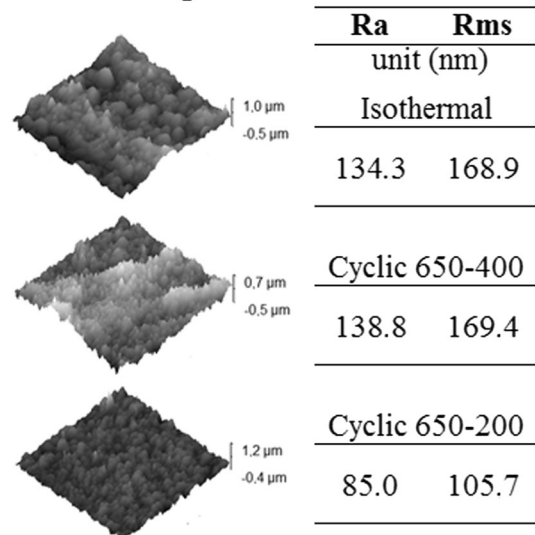 Ra Rms
unit (nm)
1,0 µm
-0,5 µm
Isothermal
134.3 168.9
0,7 µm
-0,5 µm
Cyclic 650-400
138.8 169.4
1,2 µm
-0,4 µm
Cyclic 650-200
85.0 105.7